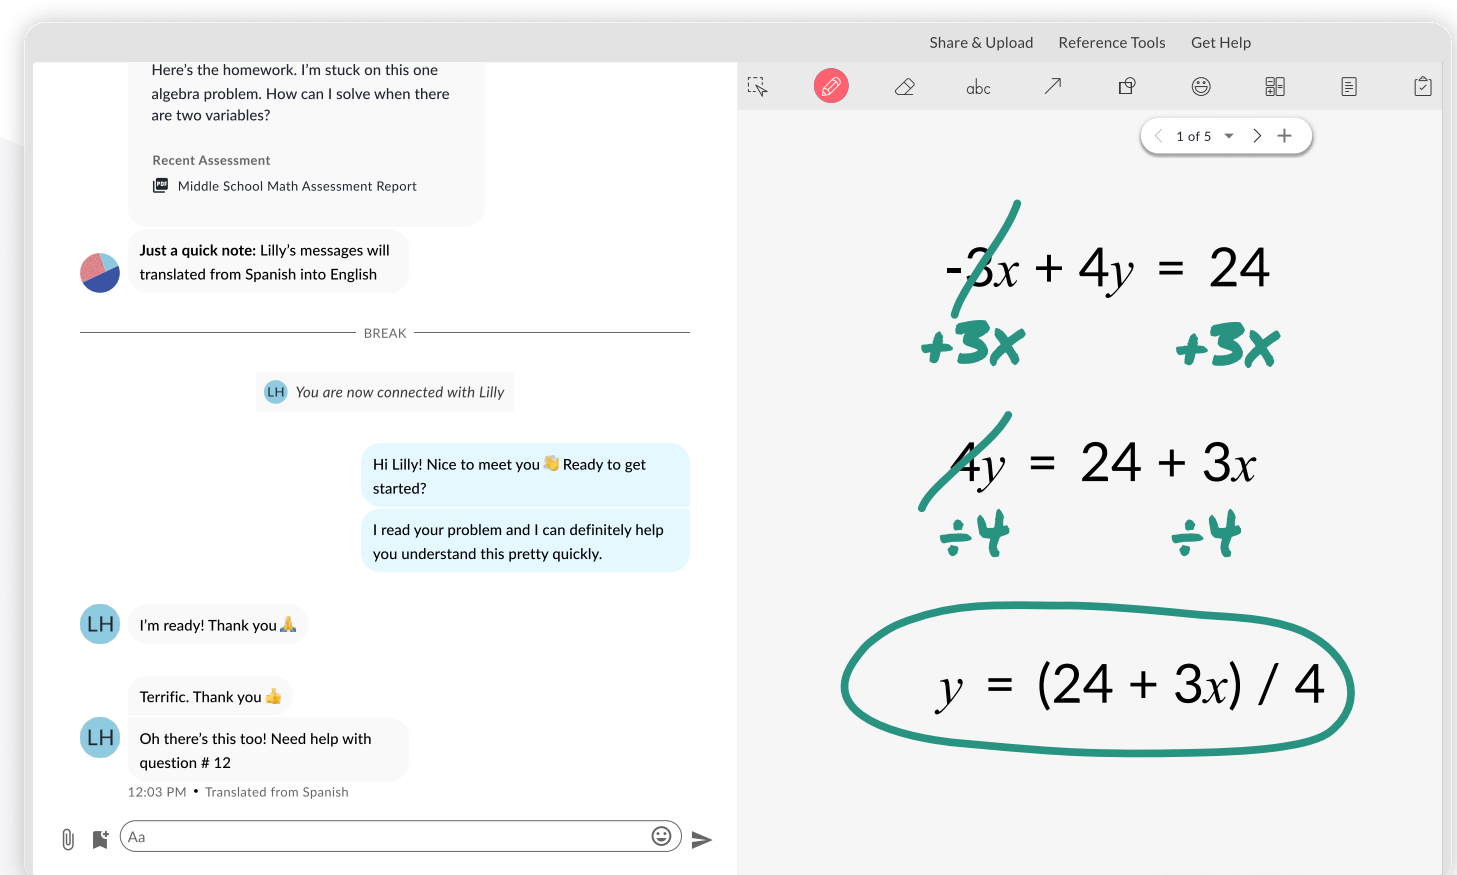 Share & Upload Reference Tools Get Help
Here's the homework. I'm stuck on this one
algebra problem. How can I solve when there
are two variables?
Recent Assessment
PDF Middle School Math Assessment Report
Just a quick note: Lilly's messages will
translated from Spanish into English
BREAK
LH You are now connected with Lilly
Hi Lilly! Nice to meet you 👋 Ready to get
started?
I read your problem and I can definitely help
you understand this pretty quickly.
LH I'm ready! Thank you 🙏
Terrific. Thank you 👍
LH
Oh there's this too! Need help with
question # 12
12:03 PM • Translated from Spanish
Aa
abc
1 of 5
-3x + 4y = 24
+3x +3x
4y = 24 + 3x
÷4 ÷4
y = (24 + 3x) / 4